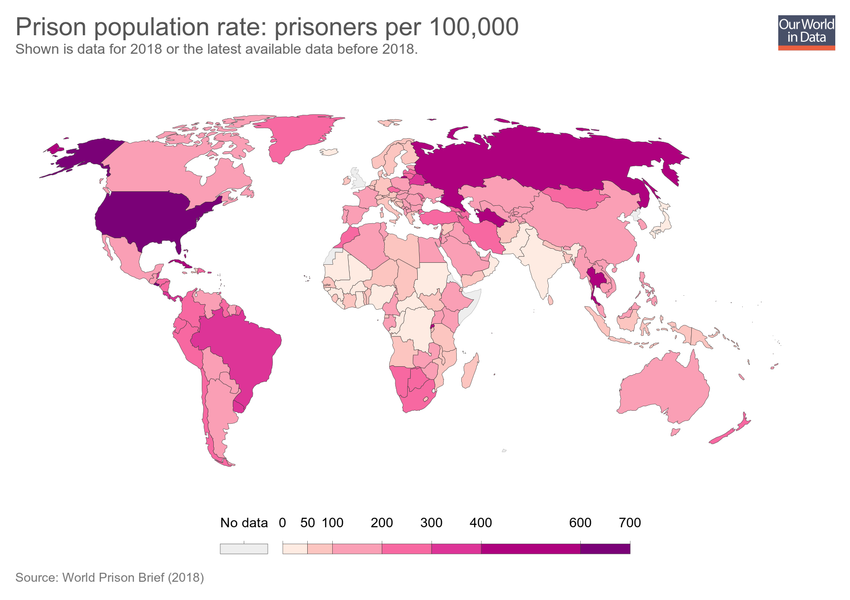 Prison population rate: prisoners per 100,000
Shown is data for 2018 or the latest available data before 2018.
Our World
in Data
No data 0 50 100 200 300 400 600 700
Source: World Prison Brief (2018)